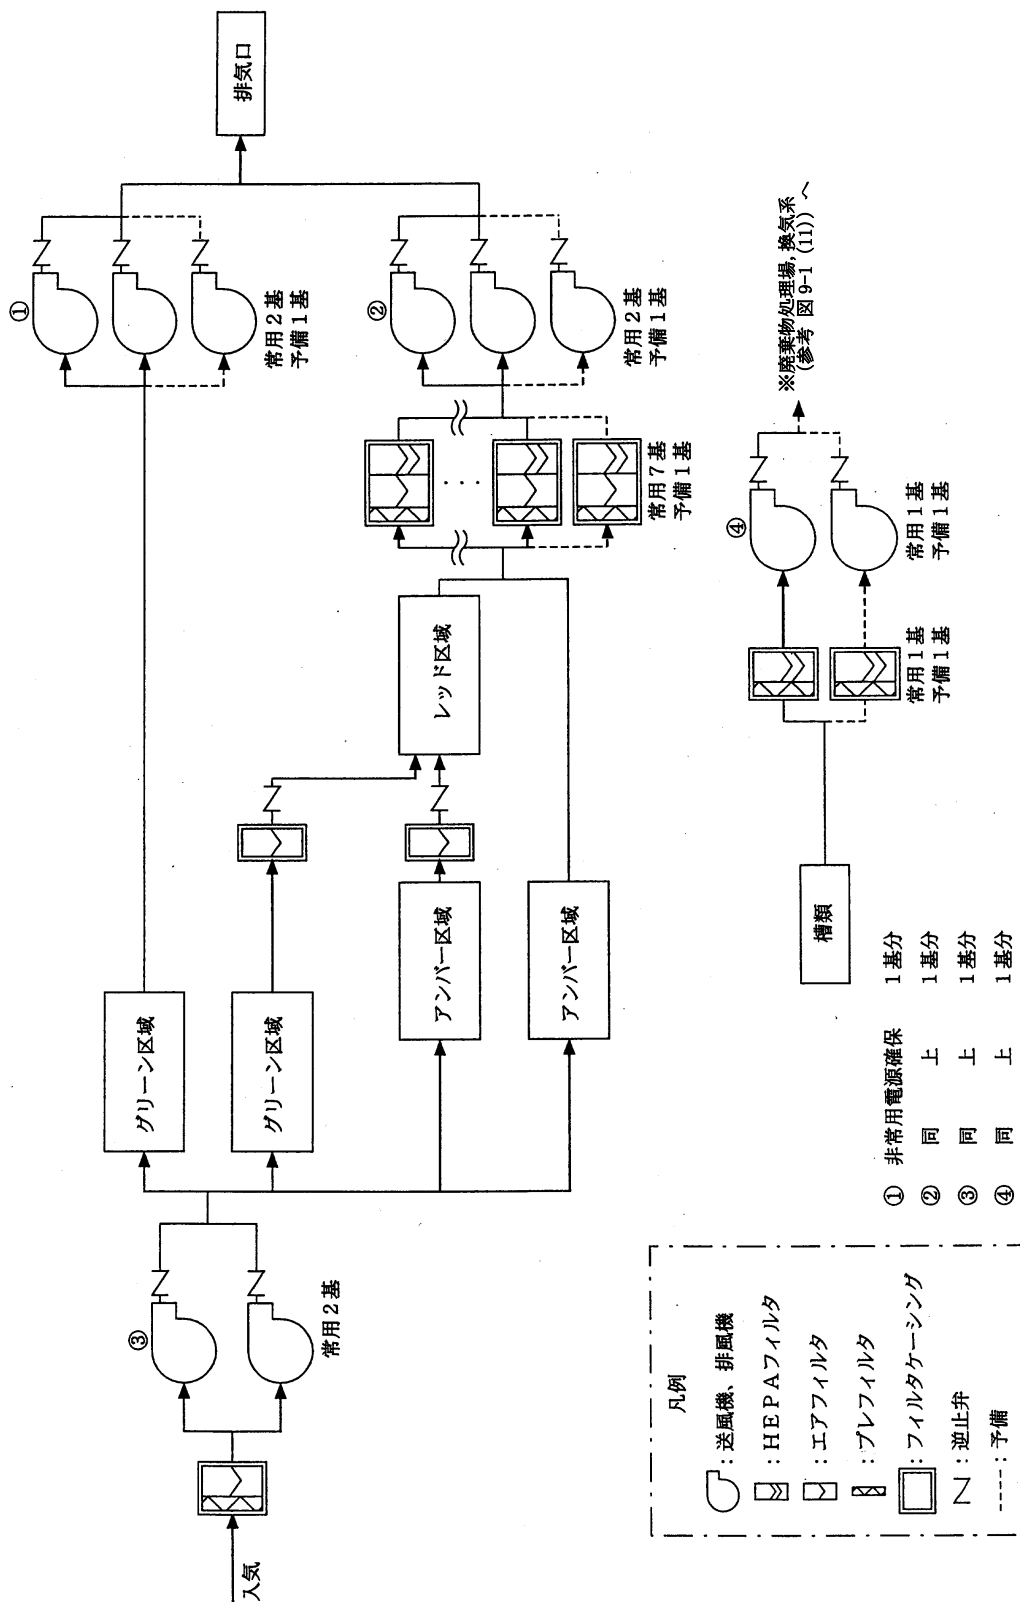 入気
③
常用2基
グリーン区域
グリーン区域
アンバー区域
アンバー区域
レッド区域
常用7基
予備1基
①
常用2基
予備1基
②
常用2基
予備1基
排気口
槽類
常用1基
予備1基
④
常用1基
予備1基
※廃棄物処理場, 換気系
(参考 図 9-1 (11)) へ
凡例
:送風機、排風機
:HEPAフィルタ
:エアフィルタ
:プレフィルタ
:フィルタケーシング
:逆止弁
:予備
① 非常用電源確保 1基分
② 同 上 1基分
③ 同 上 1基分
④ 同 上 1基分